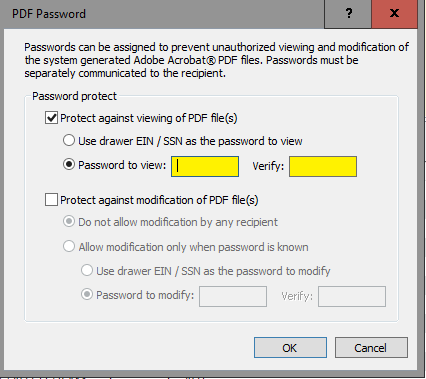 PDF Password
?
x
Passwords can be assigned to prevent unauthorized viewing and modification of
the system generated Adobe Acrobat® PDF files. Passwords must be
separately communicated to the recipient.
Password protect
Protect against viewing of PDF file(s)
Use drawer EIN / SSN as the password to view
Password to view:
Verify:
Protect against modification of PDF file(s)
Do not allow modification by any recipient
Allow modification only when password is known
Use drawer EIN / SSN as the password to modify
Password to modify:
Verify:
OK
Cancel